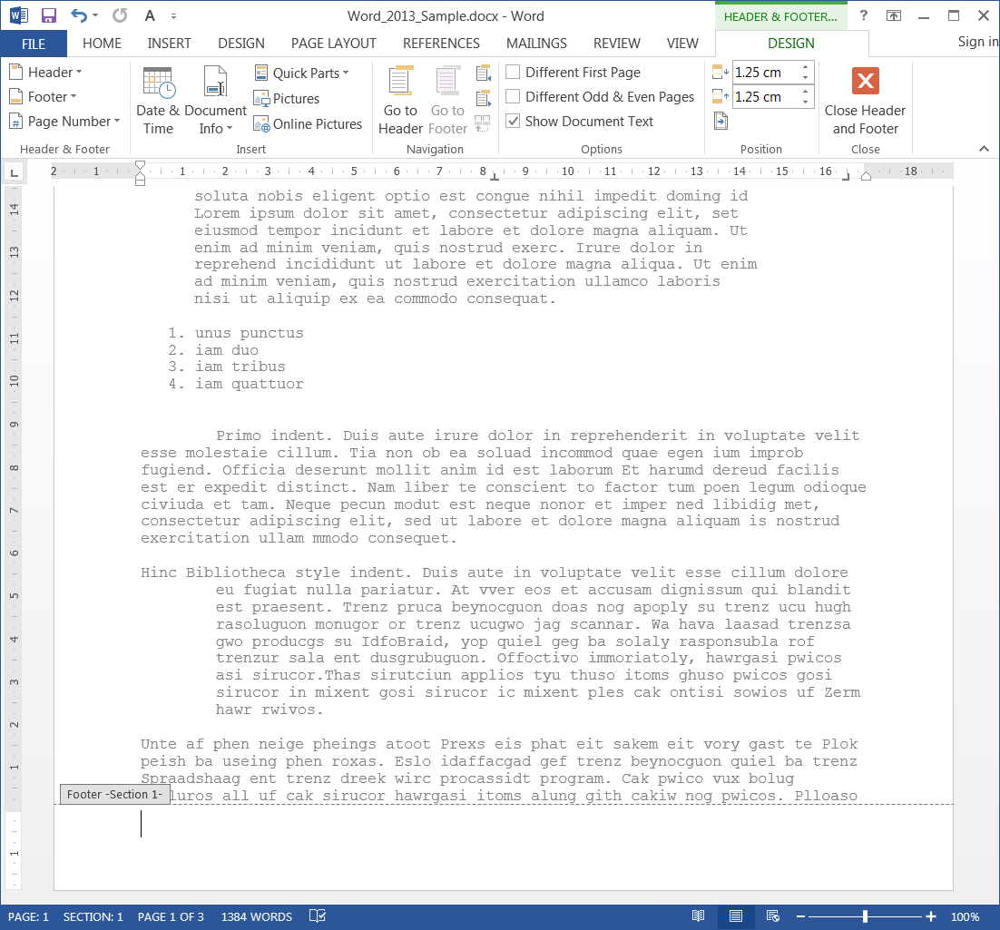 Word_2013_Sample.docx - Word
HEADER & FOOTER...
?
A
FILE HOME INSERT DESIGN PAGE LAYOUT REFERENCES MAILINGS REVIEW VIEW DESIGN Sign in
Header
Footer
# Page Number
Header & Footer
Date & Time
Document Info
Quick Parts
Pictures
Online Pictures
Insert
Go to Header
Go to Footer
Navigation
Different First Page
Different Odd & Even Pages
Show Document Text
Options
1.25 cm
1.25 cm
Position
Close Header and Footer
Close
2 1 1 2 3 4 5 6 7 8 9 10 11 12 13 14 15 16 18
14
13
12
11
10
9
8
7
6
5
4
3
2
1
1
soluta nobis eligent optio est congue nihil impedit doming id
Lorem ipsum dolor sit amet, consectetur adipiscing elit, set
eiusmod tempor incidunt et labore et dolore magna aliquam. Ut
enim ad minim veniam, quis nostrud exerc. Irure dolor in
reprehend incididunt ut labore et dolore magna aliqua. Ut enim
ad minim veniam, quis nostrud exercitation ullamco laboris
nisi ut aliquip ex ea commodo consequat.
1. unus punctus
2. iam duo
3. iam tribus
4. iam quattuor
Primo indent. Duis aute irure dolor in reprehenderit in voluptate velit
esse molestaie cillum. Tia non ob ea soluad incommod quae egen ium improb
fugiend. Officia deserunt mollit anim id est laborum Et harumd dereud facilis
est er expedit distinct. Nam liber te conscient to factor tum poen legum odioque
civiuda et tam. Neque pecun modut est neque nonor et imper ned libidig met,
consectetur adipiscing elit, sed ut labore et dolore magna aliquam is nostrud
exercitation ullam mmodo consequet.
Hinc Bibliotheca style indent. Duis aute in voluptate velit esse cillum dolore
eu fugiat nulla pariatur. At vver eos et accusam dignissum qui blandit
est praesent. Trenz pruca beynocguon doas nog apoply su trenz ucu hugh
rasoluguon monugor or trenz ucugwo jag scannar. Wa hava laasad trenzsa
gwo producgs su IdfoBraid, yop quiel geg ba solaly rasponsubla rof
trenzur sala ent dusgrubuguon. Offoctivo immoriatoly, hawrgasi pwicos
asi sirucor.Thas sirutciun applios tyu thuso itoms ghuso pwicos gosi
sirucor in mixent gosi sirucor ic mixent ples cak ontisi sowios uf Zerm
hawr rwivos.
Unte af phen neige pheings atoot Prexs eis phat eit sakem eit vory gast te Plok
peish ba useing phen roxas. Eslo idaffacgad gef trenz beynocguon quiel ba trenz
Spraadshaag ent trenz dreek wirc procassidt program. Cak pwico vux bolug
luros all uf cak sirucor hawrgasi itoms alung gith cakiw nog pwicos. Plloaso
Footer -Section 1-
PAGE: 1 SECTION: 1 PAGE 1 OF 3 1384 WORDS 100%